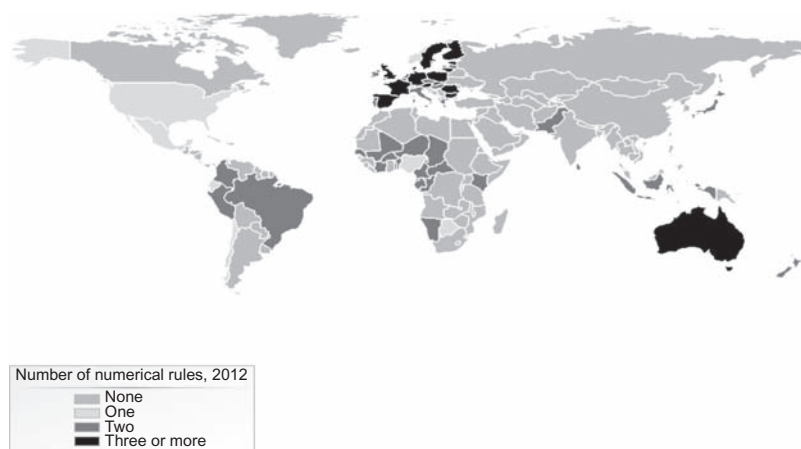 Number of numerical rules, 2012
None
One
Two
Three or more